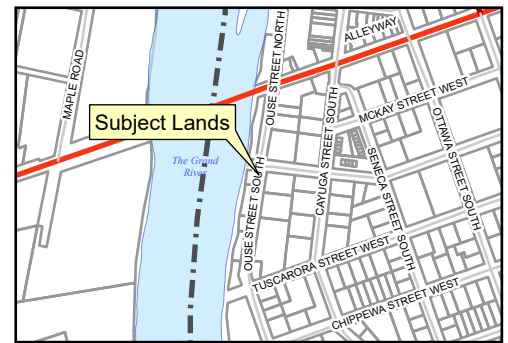 ALLEYWAY
OUSE STREET NORTH
MAPLE ROAD
MCKAY STREET WEST
Subject Lands
The Grand
River
OUSE STREET SOUTH
CAYUGA STREET SOUTH
SENECA STREET SOUTH
OTTAWA STREET SOUTH
TUSCARORA STREET WEST
CHIPPEWA STREET WEST